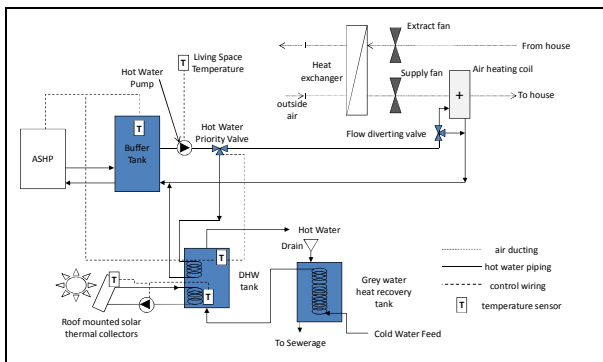 Extract fan
From house
Living Space
Temperature
T
Heat
exchanger
Supply fan
Air heating coil
Hot Water
Pump
+
outside
air
To house
T
Hot Water
Priority Valve
Flow diverting valve
ASHP
Buffer
Tank
Hot Water
Drain
T
DHW
tank
Grey water
heat recovery
tank
T
T
Roof mounted solar
thermal collectors
Cold Water Feed
To Sewerage
air ducting
hot water piping
control wiring
T
temperature sensor